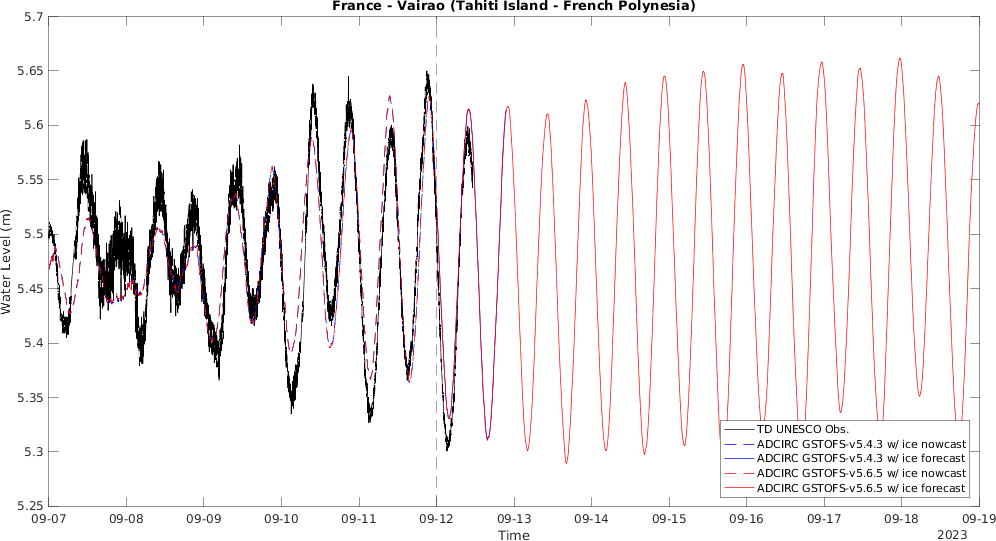 France - Vairao (Tahiti Island - French Polynesia)
5.7
5.65
5.6
5.55
5.5
5.45
5.4
5.35
5.3
5.25
Water Level (m)
TD UNESCO Obs.
ADCIRC GSTOFS-v5.4.3 w/ ice nowcast
ADCIRC GSTOFS-v5.4.3 w/ ice forecast
ADCIRC GSTOFS-v5.6.5 w/ ice nowcast
ADCIRC GSTOFS-v5.6.5 w/ ice forecast
09-07 09-08 09-09 09-10 09-11 09-12 09-13 09-14 09-15 09-16 09-17 09-18 09-19
Time
2023